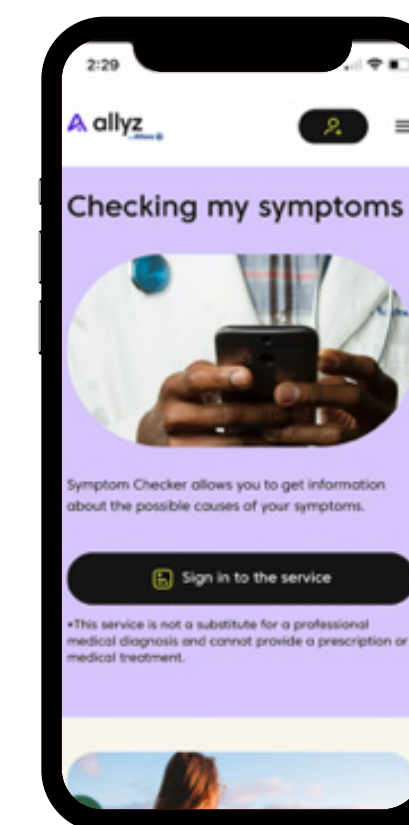 2:29
allyz
Checking my symptoms
Symptom Checker allows you to get information
about the possible causes of your symptoms.
Sign in to the service
*This service is not a substitute for a professional
medical diagnosis and cannot provide a prescription or
medical treatment.